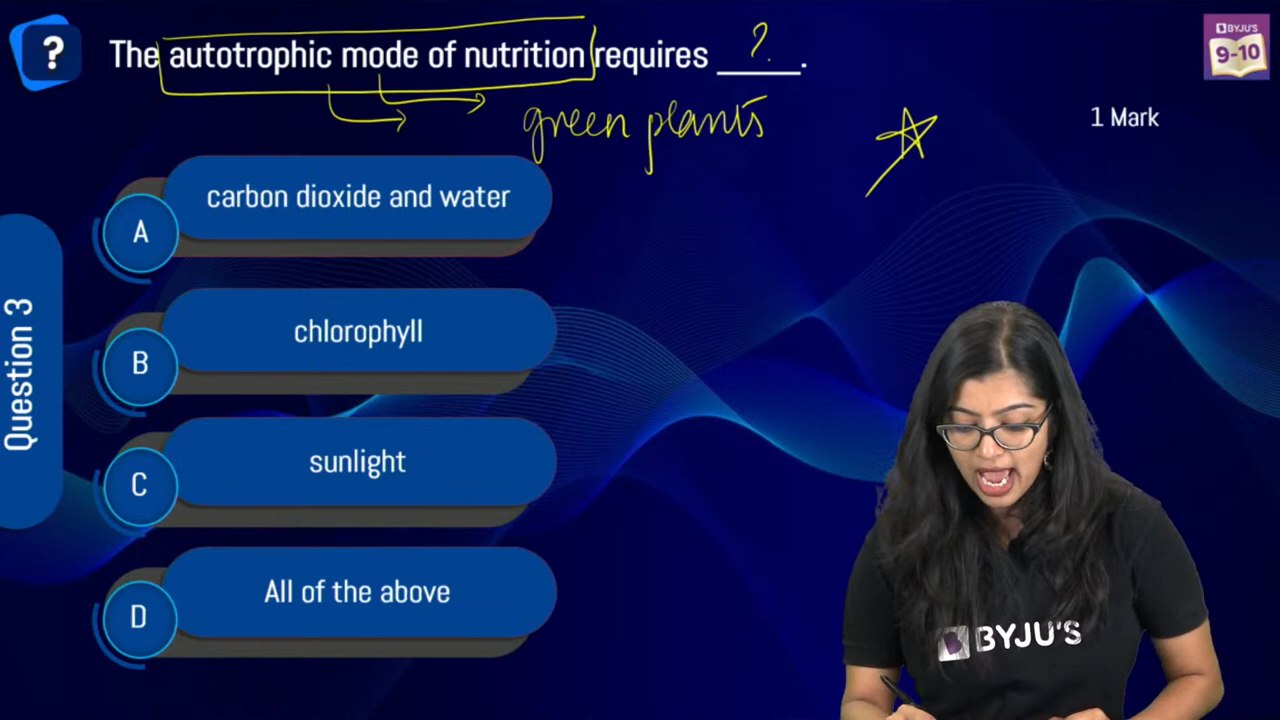 ?
The autotrophic mode of nutrition requires ____.
?
BYJU'S
9-10
green plants
1 Mark
Question 3
A
carbon dioxide and water
B
chlorophyll
C
sunlight
D
All of the above
BYJU'S